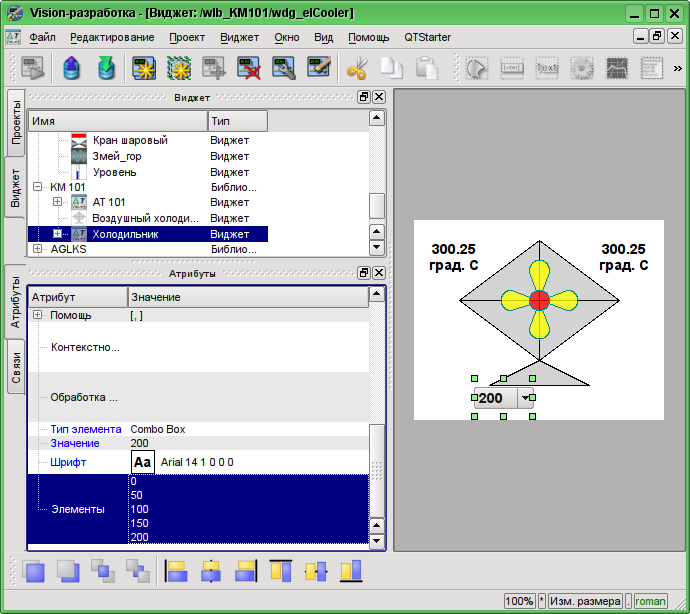 Vision-разработка - [Виджет: /wlb_KM101/wdg_elCooler]
Файл Редактирование Проект Виджет Окно Вид Помощь QTStarter
Виджет
Проекты
Виджет
Имя Тип
Кран шаровый Виджет
Змей_гор Виджет
Уровень Виджет
КМ 101 Библио...
АТ 101 Виджет
Воздушный холоди... Виджет
Холодильник Виджет
AGLKS Библио...
Атрибуты
Атрибуты
Связи
Атрибут Значение
Помощь [, ]
Контекстно...
Обработка ...
Тип элемента Combo Box
Значение 200
Шрифт Aa Arial 14 1 0 0 0
Элементы
0
50
100
150
200
300.25
град. С
300.25
град. С
200
100% * Изм. размера roman